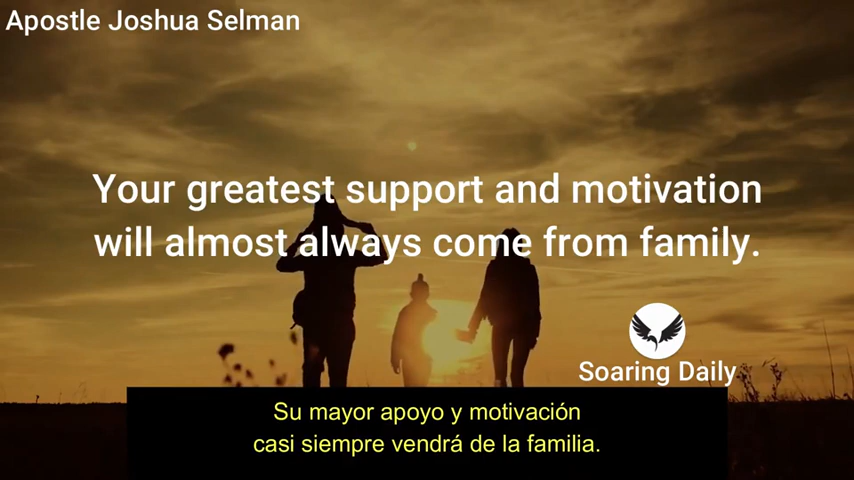 Apostle Joshua Selman
Your greatest support and motivation
will almost always come from family.
Soaring Daily
Su mayor apoyo y motivación
casi siempre vendrá de la familia.